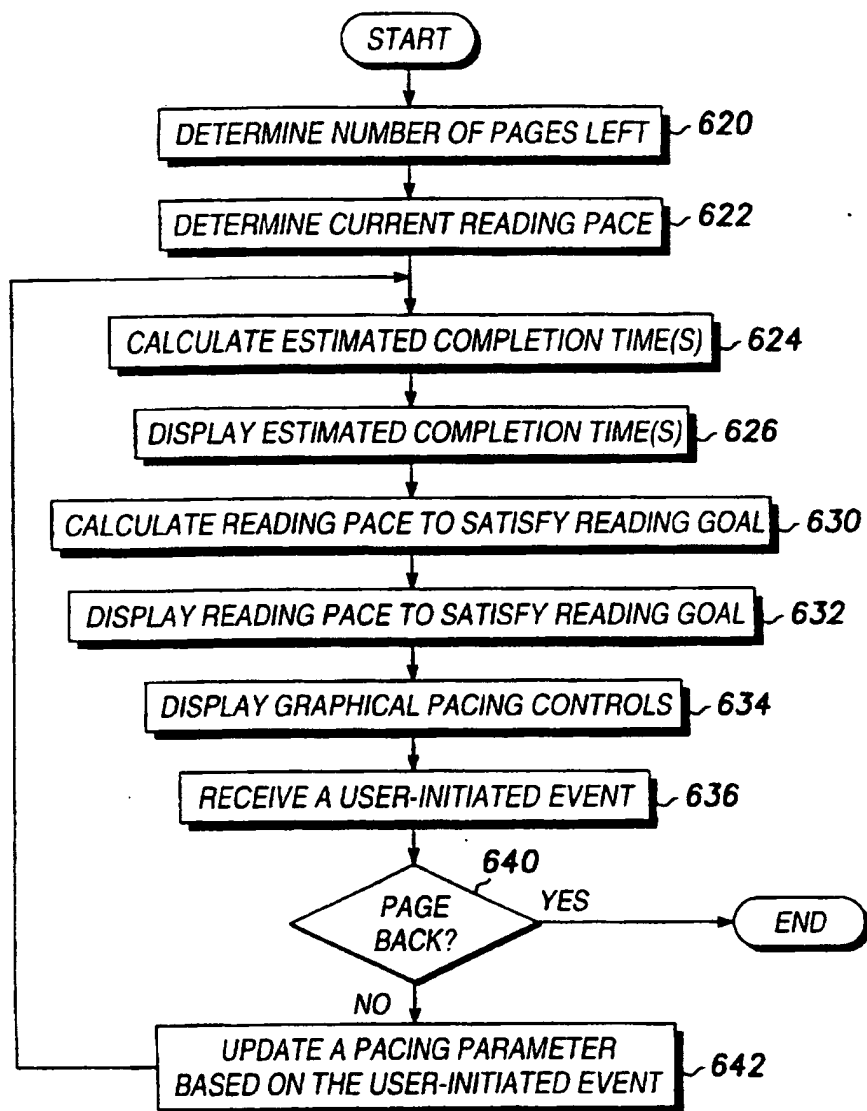 START
DETERMINE NUMBER OF PAGES LEFT 620
DETERMINE CURRENT READING PACE 622
CALCULATE ESTIMATED COMPLETION TIME(S) 624
DISPLAY ESTIMATED COMPLETION TIME(S) 626
CALCULATE READING PACE TO SATISFY READING GOAL 630
DISPLAY READING PACE TO SATISFY READING GOAL 632
DISPLAY GRAPHICAL PACING CONTROLS 634
RECEIVE A USER-INITIATED EVENT 636
640
PAGE
BACK?
YES
END
NO
UPDATE A PACING PARAMETER
BASED ON THE USER-INITIATED EVENT 642